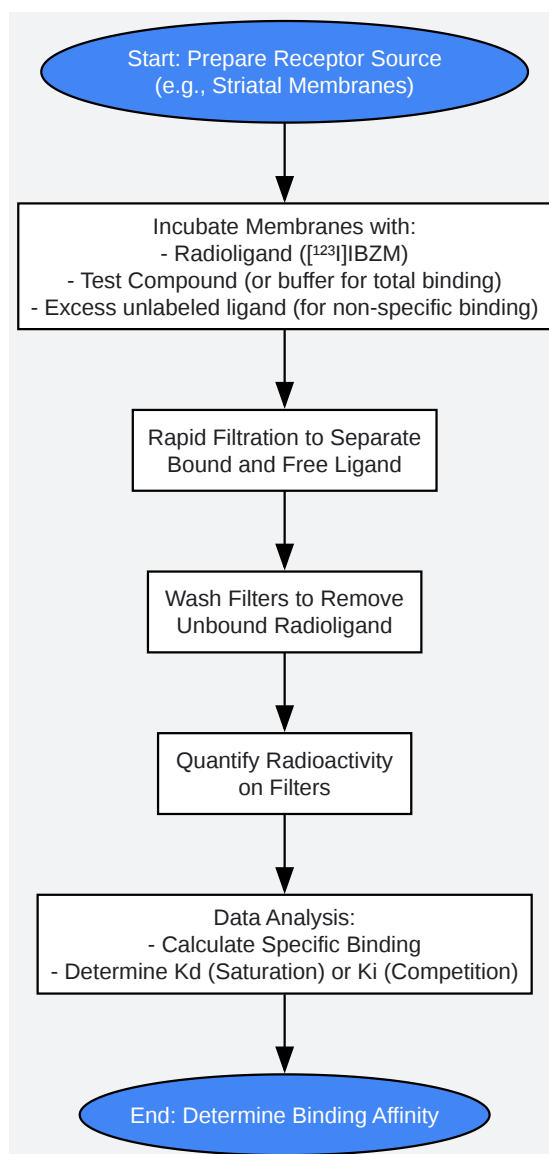 Start: Prepare Receptor Source
(e.g., Striatal Membranes)
Incubate Membranes with:
- Radioligand ([¹²³I]IBZM)
- Test Compound (or buffer for total binding)
- Excess unlabeled ligand (for non-specific binding)
Rapid Filtration to Separate
Bound and Free Ligand
Wash Filters to Remove
Unbound Radioligand
Quantify Radioactivity
on Filters
Data Analysis:
- Calculate Specific Binding
- Determine Kd (Saturation) or Ki (Competition)
End: Determine Binding Affinity